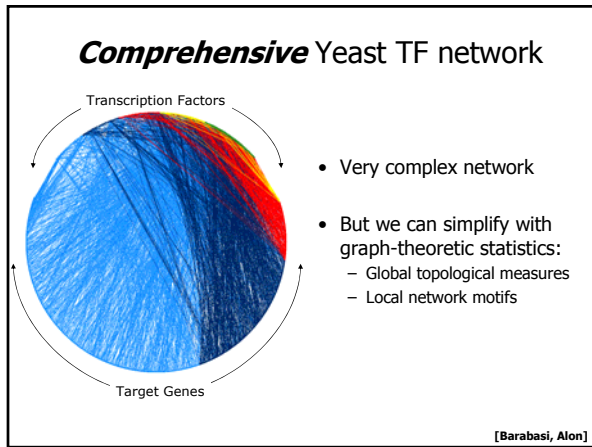 Comprehensive Yeast TF network
Transcription Factors
• Very complex network
• But we can simplify with
graph-theoretic statistics:
– Global topological measures
– Local network motifs
Target Genes
[Barabasi, Alon]